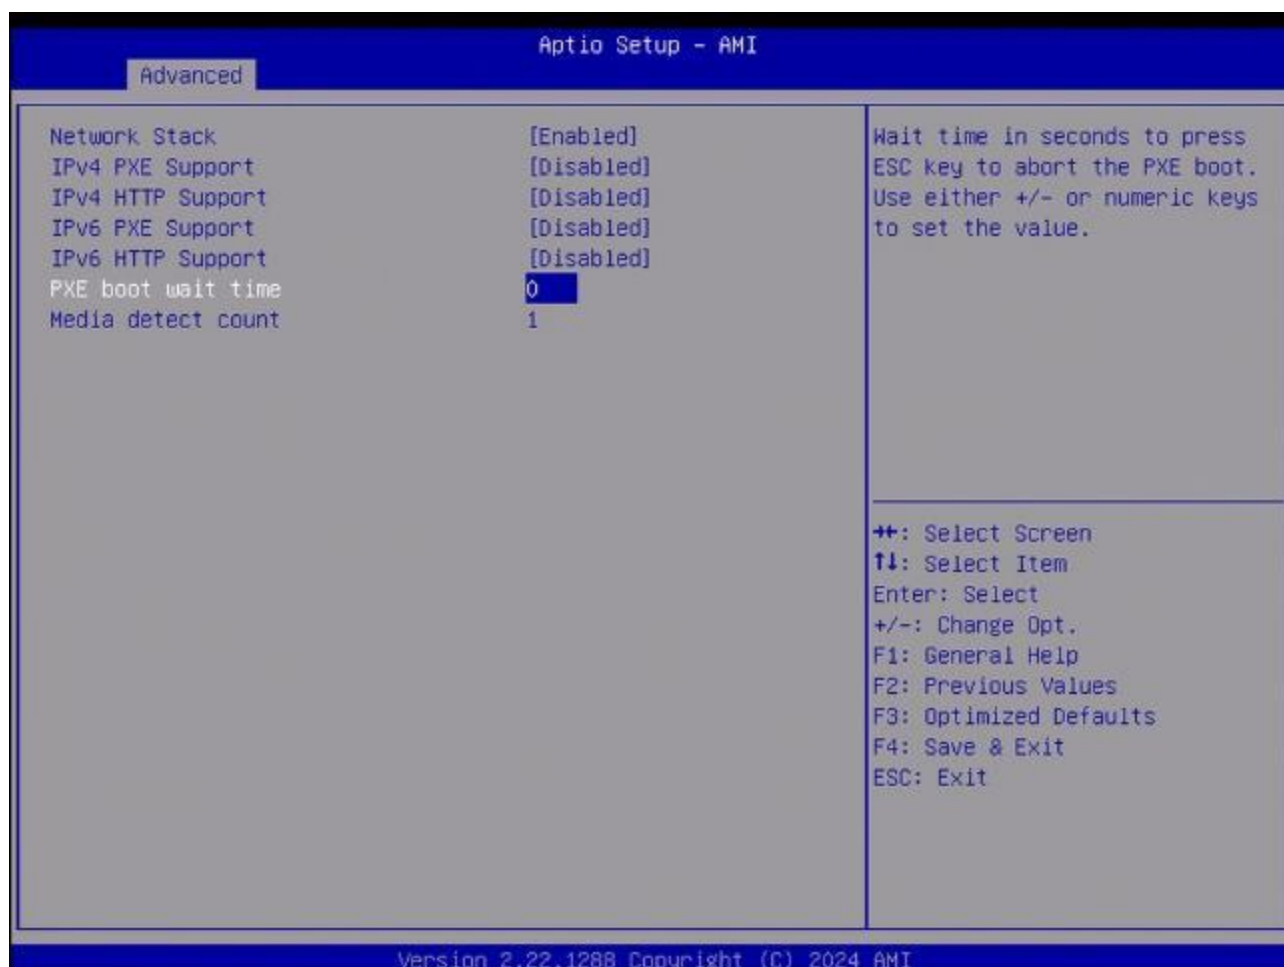 Aptio Setup - AMI
Advanced
Network Stack [Enabled]
IPv4 PXE Support [Disabled]
IPv4 HTTP Support [Disabled]
IPv6 PXE Support [Disabled]
IPv6 HTTP Support [Disabled]
PXE boot wait time 0
Media detect count 1
Wait time in seconds to press
ESC key to abort the PXE boot.
Use either +/- or numeric keys
to set the value.
→←: Select Screen
↑↓: Select Item
Enter: Select
+/-: Change Opt.
F1: General Help
F2: Previous Values
F3: Optimized Defaults
F4: Save & Exit
ESC: Exit
Version 2.22.1288 Copyright (C) 2024 AMI